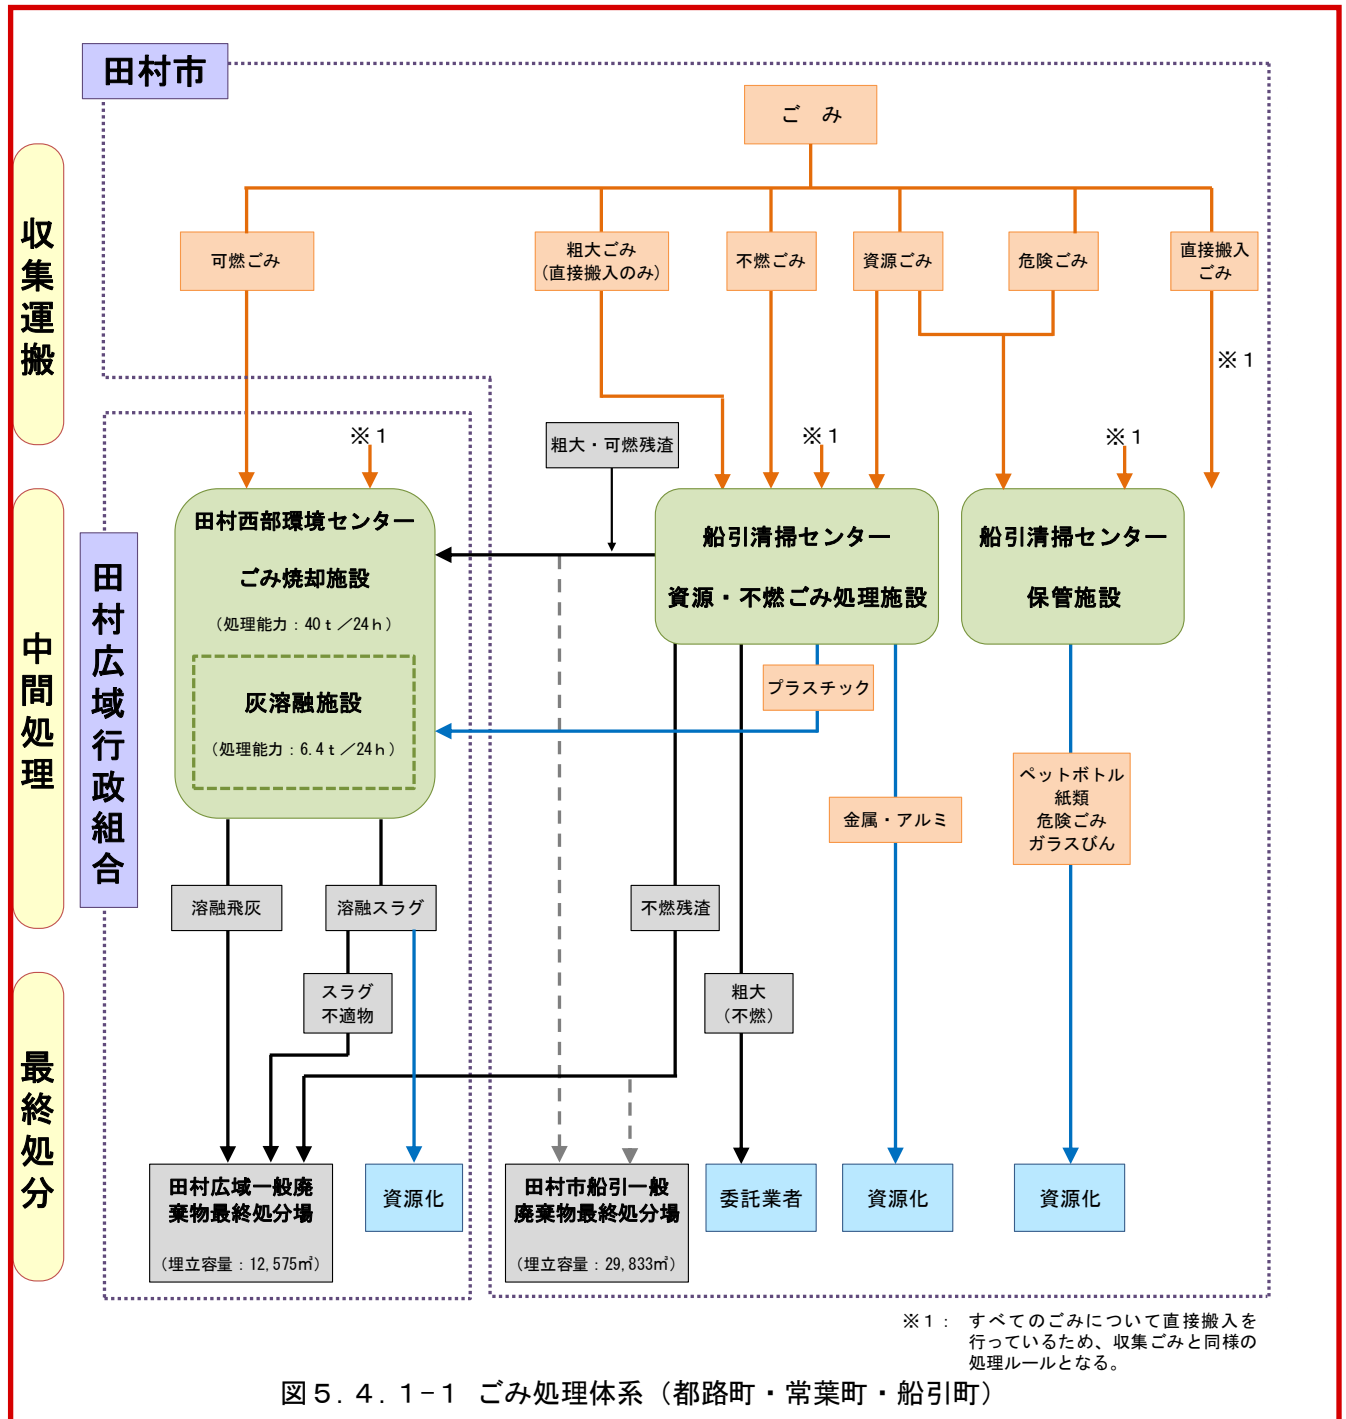 田村市
ご　み
収集運搬
可燃ごみ
粗大ごみ
(直接搬入のみ)
不燃ごみ
資源ごみ
危険ごみ
直接搬入
ごみ
※１
※１
粗大・可燃残渣
※１
※１
中間処理
田村広域行政組合
田村西部環境センター
ごみ焼却施設
（処理能力：40ｔ／24ｈ）
灰溶融施設
（処理能力：6.4ｔ／24ｈ）
船引清掃センター
資源・不燃ごみ処理施設
船引清掃センター
保管施設
プラスチック
金属・アルミ
ペットボトル
紙類
危険ごみ
ガラスびん
溶融飛灰
溶融スラグ
不燃残渣
スラグ
不適物
粗大
（不燃）
最終処分
田村広域一般廃
棄物最終処分場
（埋立容量：12,575㎥）
資源化
田村市船引一般
廃棄物最終処分場
（埋立容量：29,833㎥）
委託業者
資源化
資源化
※１：　すべてのごみについて直接搬入を
行っているため、収集ごみと同様の
処理ルールとなる。
図５.４.１-１ ごみ処理体系（都路町・常葉町・船引町）